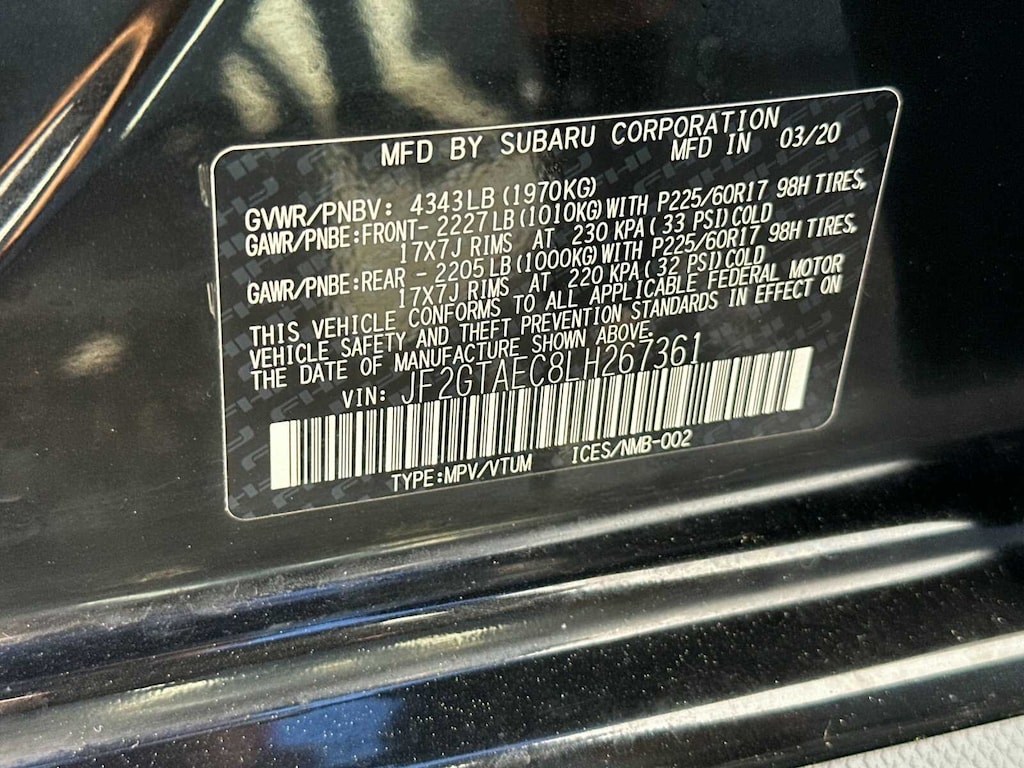 MFD BY SUBARU CORPORATION
MFD IN 03/20
GVWR/PNBV: 4343LB(1970KG)
GAWR/PNBE:FRONT- 2227LB(1010KG)WITH P225/60R17 98H TIRES,
17X7J RIMS AT 230 KPA(33 PSI)COLD
GAWR/PNBE:REAR - 2205LB(1000KG)WITH P225/60R17 98H TIRES,
17X7J RIMS AT 220 KPA(32 PSI)COLD
THIS VEHICLE CONFORMS TO ALL APPLICABLE FEDERAL MOTOR
VEHICLE SAFETY AND THEFT PREVENTION STANDARDS IN EFFECT ON
THE DATE OF MANUFACTURE SHOWN ABOVE.
VIN: JF2GTAEC8LH267361
TYPE:MPV/VTUM ICES/NMB-002